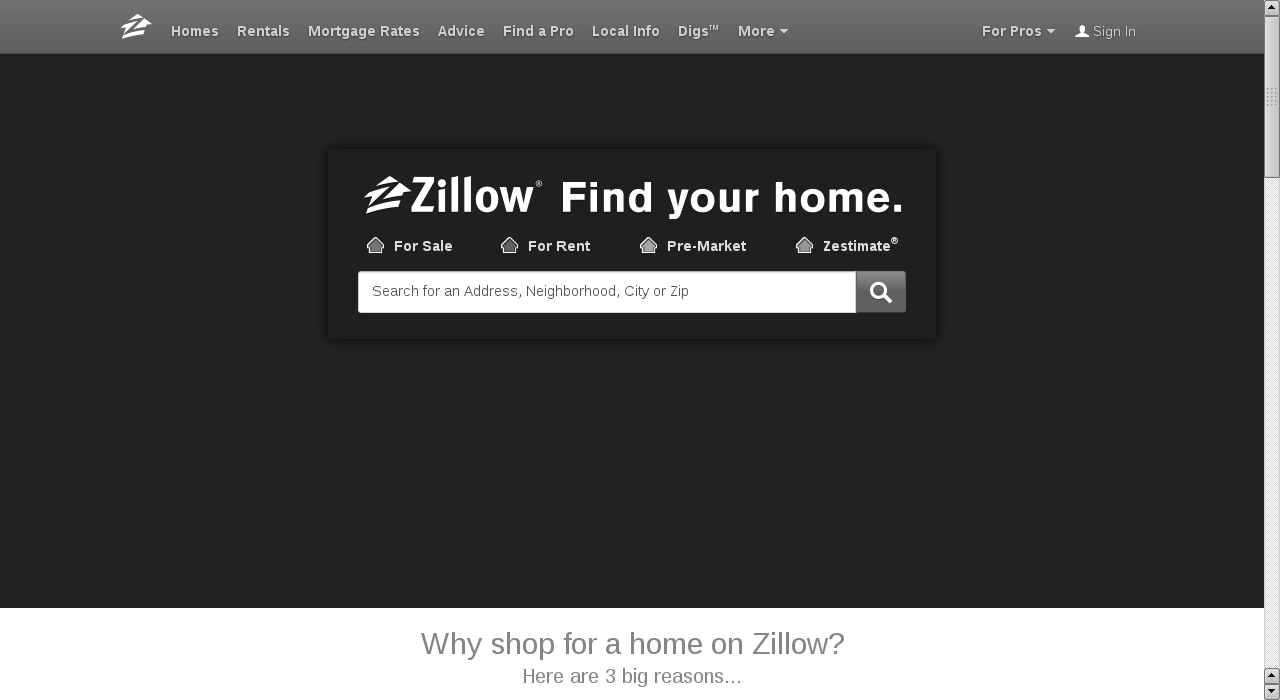 Homes Rentals Mortgage Rates Advice Find a Pro Local Info Digs™ More For Pros Sign In
Zillow® Find your home.
For Sale For Rent Pre-Market Zestimate®
Search for an Address, Neighborhood, City or Zip
Why shop for a home on Zillow?
Here are 3 big reasons...